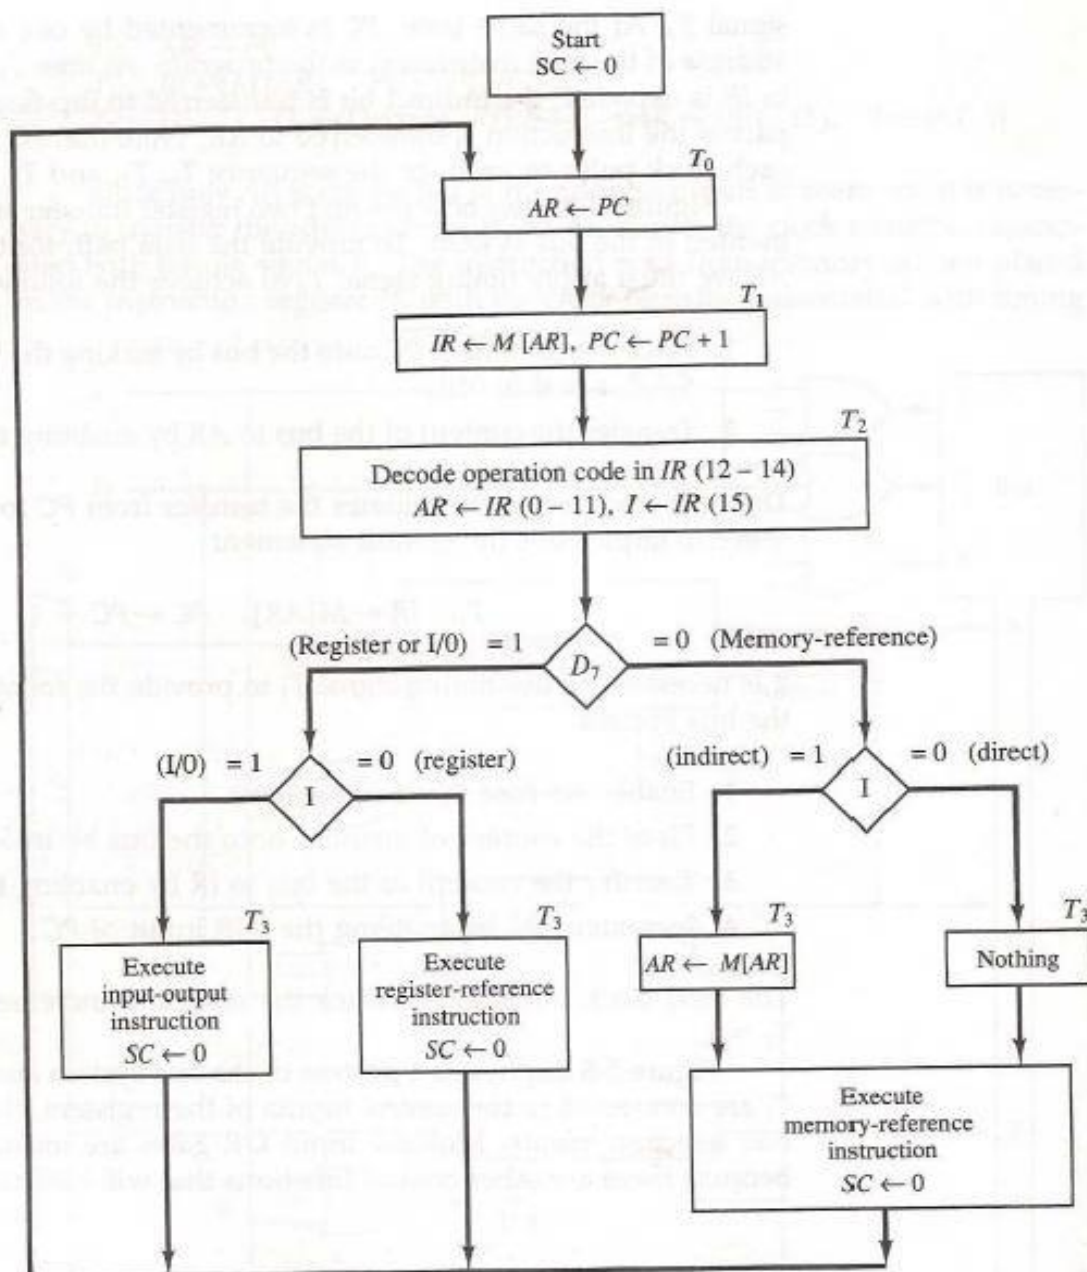 Start
SC ← 0
T₀
AR ← PC
T₁
IR ← M [AR], PC ← PC + 1
T₂
Decode operation code in IR (12 – 14)
AR ← IR (0 – 11), I ← IR (15)
(Register or I/0) = 1
= 0 (Memory-reference)
D₇
(I/0) = 1
= 0 (register)
(indirect) = 1
= 0 (direct)
I
I
T₃
T₃
T₃
T₃
Execute
input-output
instruction
SC ← 0
Execute
register-reference
instruction
SC ← 0
AR ← M[AR]
Nothing
Execute
memory-reference
instruction
SC ← 0